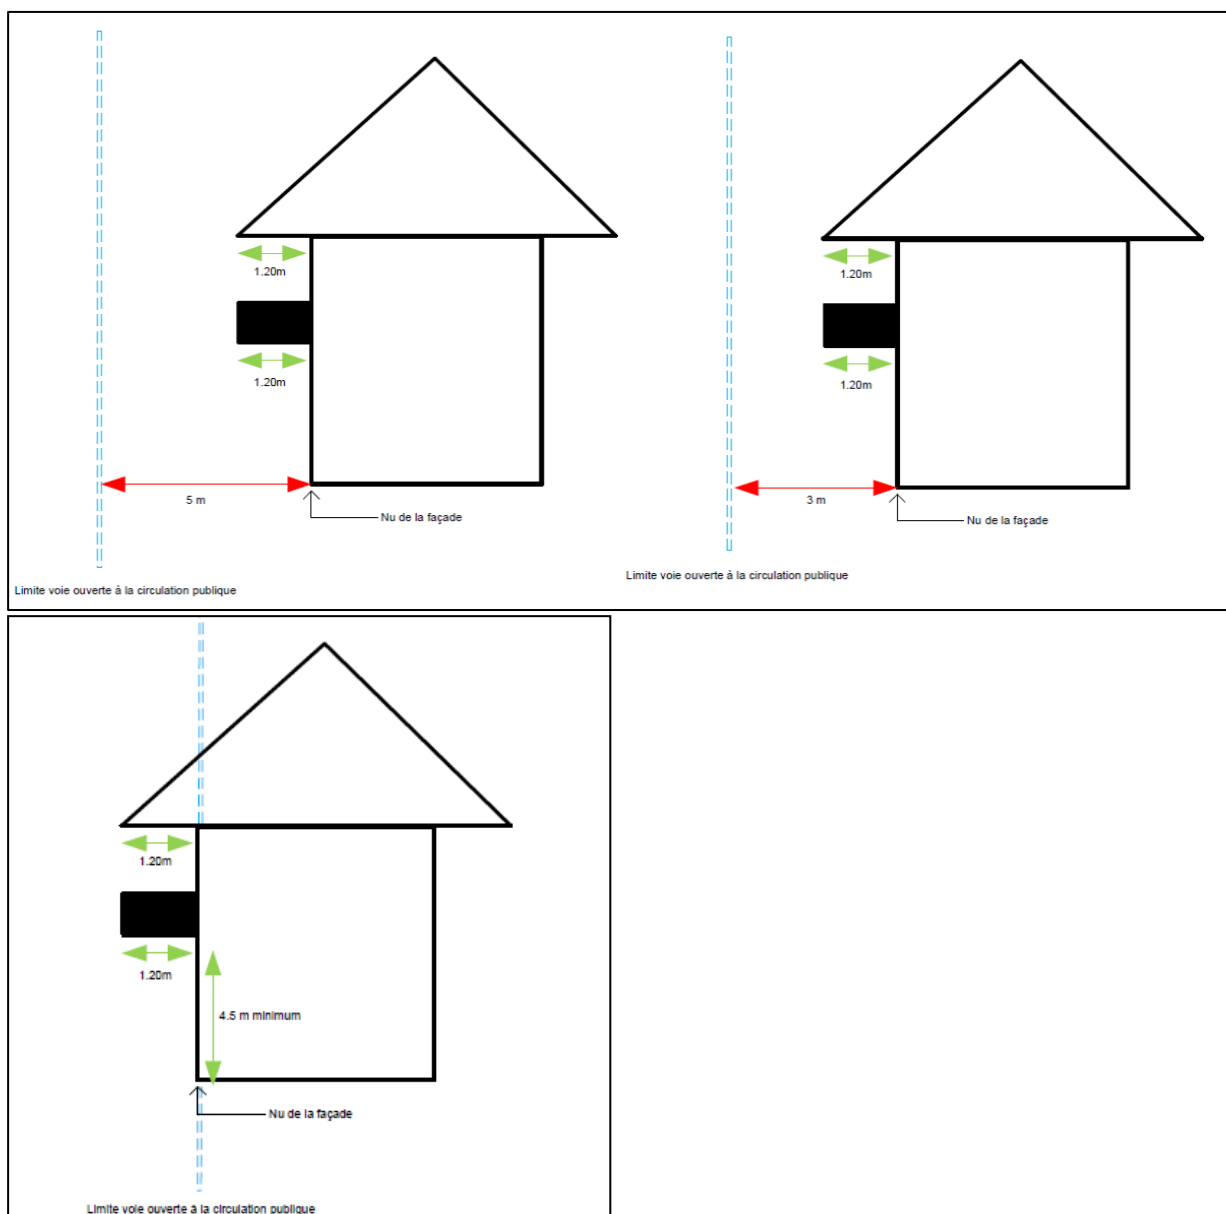 1.20m
1.20m
5 m
Nu de la façade
Limite voie ouverte à la circulation publique
1.20m
1.20m
3 m
Nu de la façade
Limite voie ouverte à la circulation publique
1.20m
1.20m
4.5 m minimum
Nu de la façade
Limite voie ouverte à la circulation publique